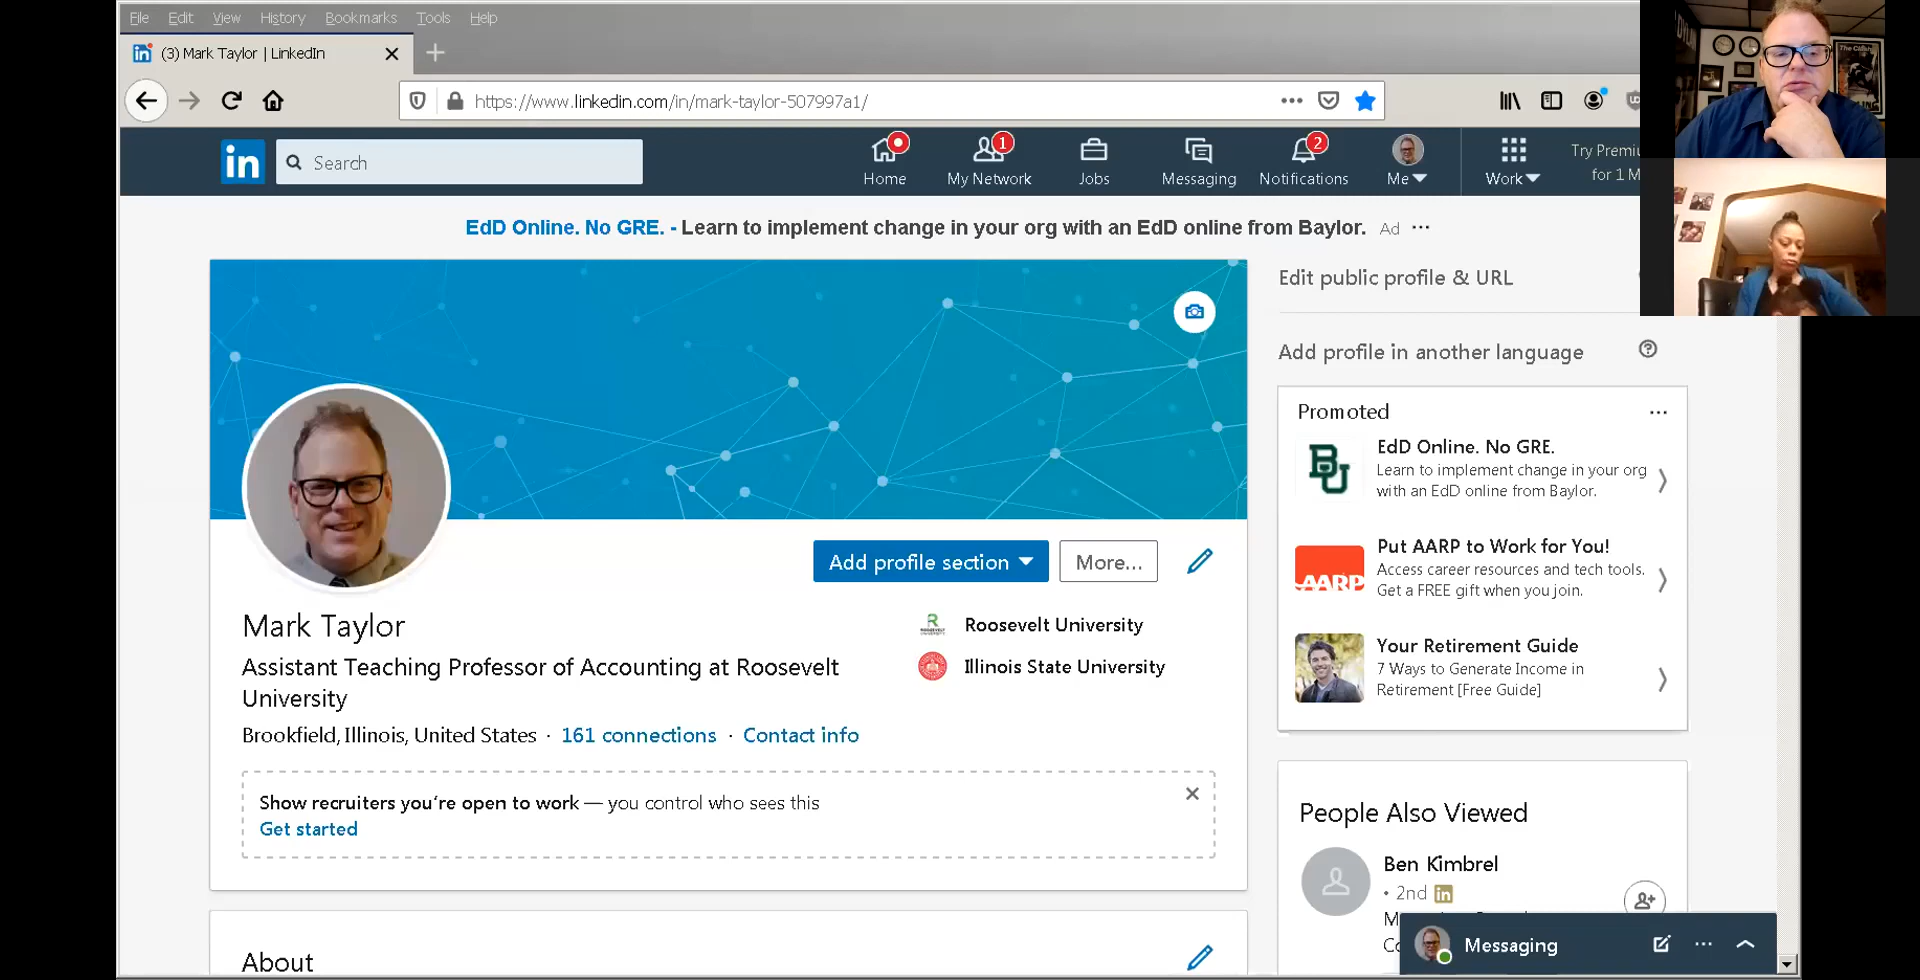 File Edit View History Bookmarks Tools Help
(3) Mark Taylor | LinkedIn
https://www.linkedin.com/in/mark-taylor-507997a1/
in
Search
Home
1
My Network
Jobs
Messaging
2
Notifications
Me
Work
Try
for 1
EdD Online. No GRE. - Learn to implement change in your org with an EdD online from Baylor. Ad ...
Edit public profile & URL
Add profile in another language
Promoted
EdD Online. No GRE.
Learn to implement change in your org
with an EdD online from Baylor.
AARP
Put AARP to Work for You!
Access career resources and tech tools.
Get a FREE gift when you join.
Your Retirement Guide
7 Ways to Generate Income in
Retirement [Free Guide]
Add profile section
More...
Mark Taylor
Assistant Teaching Professor of Accounting at Roosevelt
University
Brookfield, Illinois, United States · 161 connections · Contact info
Roosevelt University
Illinois State University
Show recruiters you're open to work — you control who sees this
Get started
People Also Viewed
Ben Kimbrel
• 2nd in
Messaging
About